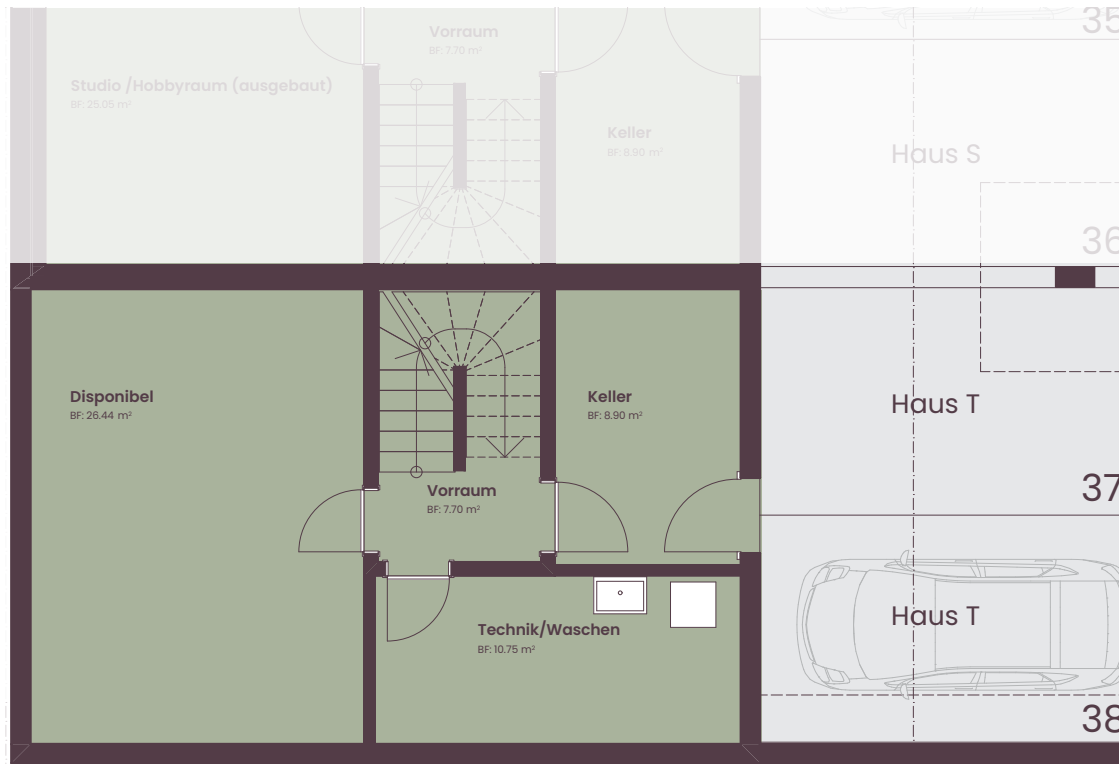 Vorraum
BF: 7.70 m²
35
Studio /Hobbyraum (ausgebaut)
BF: 25.05 m²
Keller
BF: 8.90 m²
Haus S
36
Disponibel
BF: 26.44 m²
Keller
BF: 8.90 m²
Haus T
Vorraum
BF: 7.70 m²
37
Technik/Waschen
BF: 10.75 m²
Haus T
38